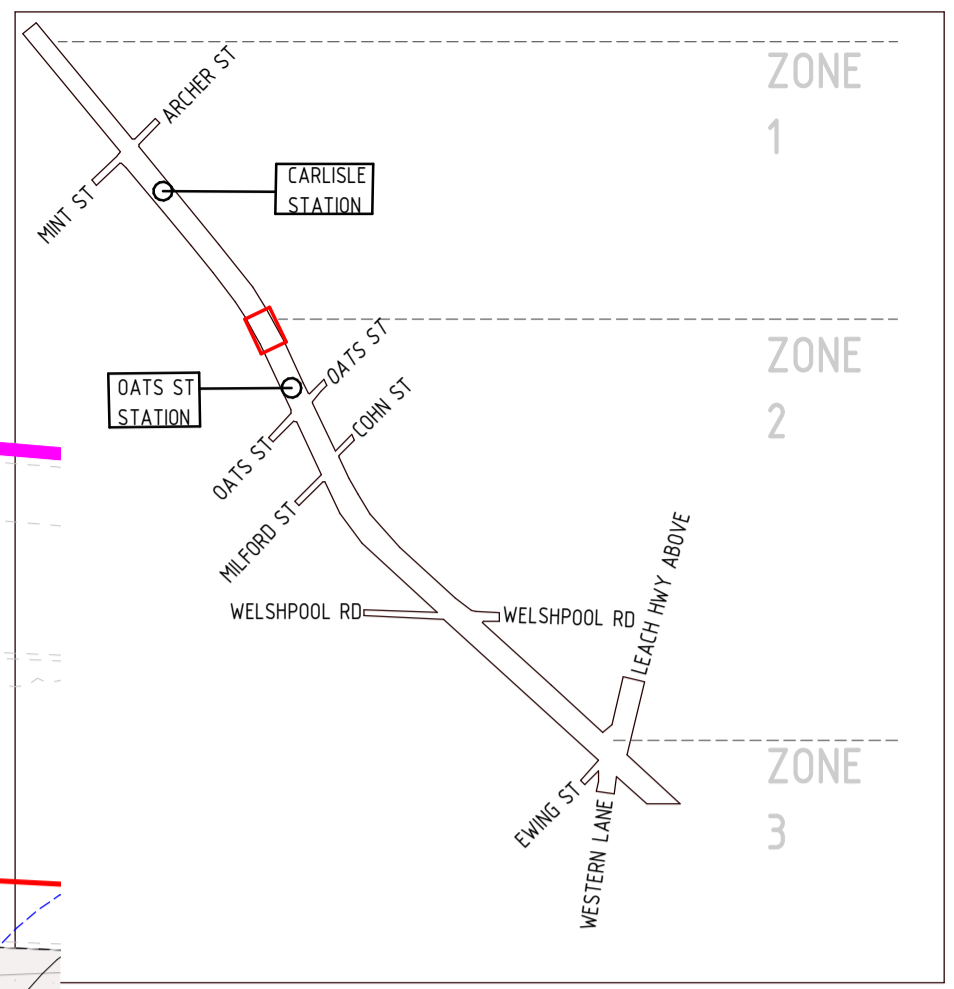 ARCHER ST
ZONE
1
MINT ST
CARLISLE
STATION
OATS ST
ZONE
2
OATS ST
STATION
COHN ST
OATS ST
MILFORD ST
LEACH HWY ABOVE
WELSHPOOL RD
WELSHPOOL RD
ZONE
3
EWING ST
WESTERN LANE